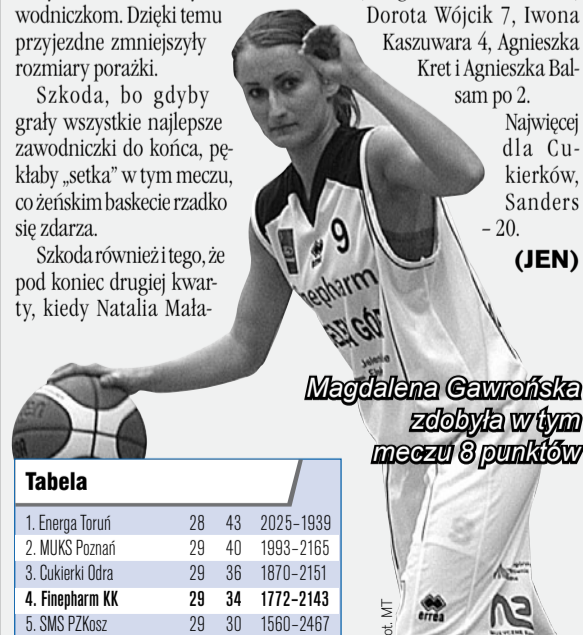 wodniczkom. Dzięki temu
przyjezdne zmniejszyły
rozmiary porażki.
Szkoda, bo gdyby
grały wszystkie najlepsze
zawodniczki do końca, pę-
kłaby „setka” w tym meczu,
co żeńskim baskecie rzadko
się zdarza.
Szkoda również i tego, że
pod koniec drugiej kwar-
ty, kiedy Natalia Mała-
Dorota Wójcik 7, Iwona
Kaszuwara 4, Agnieszka
Kret i Agnieszka Bal-
sam po 2.
Najwięcej
dla Cu-
kierków,
Sanders
– 20.
(JEN)
9
nepharm
Magdalena Gawrońska
zdobyła w tym
meczu 8 punktów
Tabela
1. Energa Toruń 28 43 2025–1939
2. MUKS Poznań 29 40 1993–2165
3. Cukierki Odra 29 36 1870–2151
4. Finepharm KK 29 34 1772–2143
5. SMS PZKosz 29 30 1560–2467
ot. MT
errea